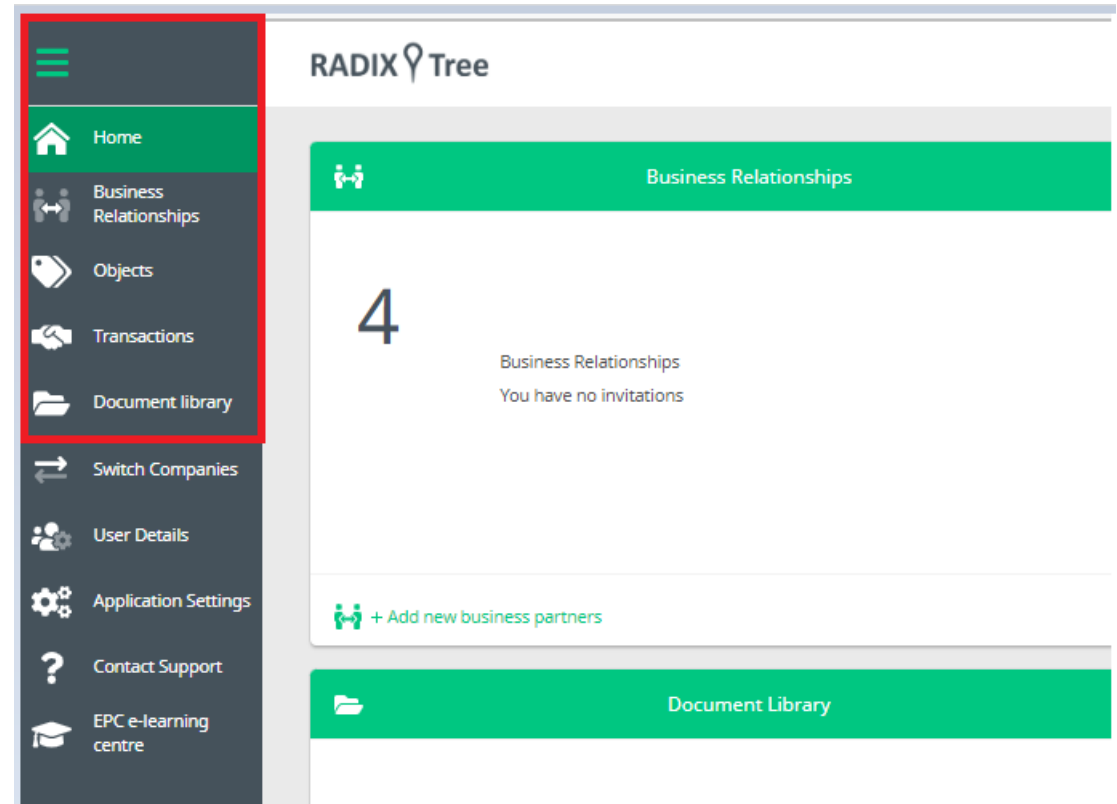 RADIX Tree
Home
Business
Relationships
Objects
Transactions
Document library
Switch Companies
User Details
Application Settings
Contact Support
EPC e-learning
centre
Business Relationships
4
Business Relationships
You have no invitations
+ Add new business partners
Document Library